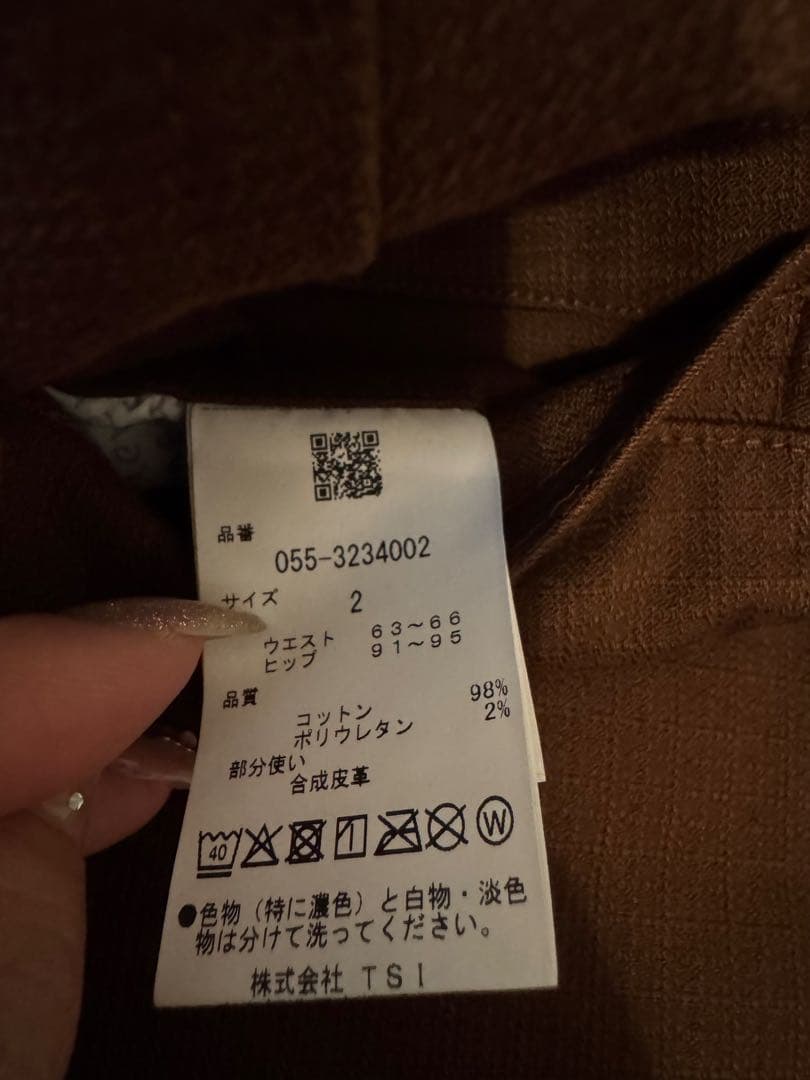 品番
055-3234002
サイズ 2
ウエスト 63～66
ヒップ 91～95
品質
コットン 98%
ポリウレタン 2%
部分使い
合成皮革
40 W
●色物（特に濃色）と白物・淡色
物は分けて洗ってください。
株式会社 TSI